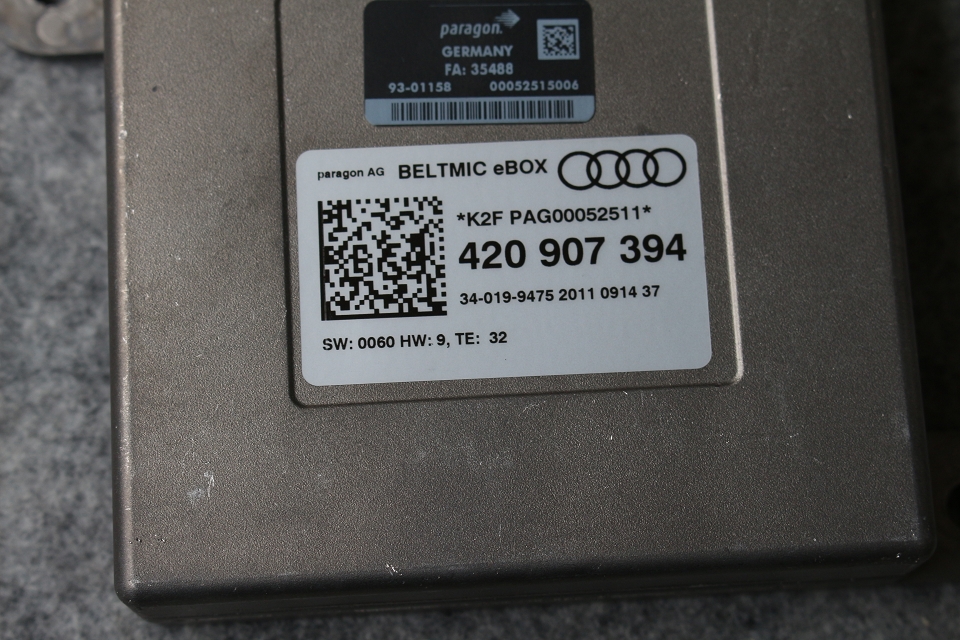 paragon
GERMANY
FA: 35488
93-01158 00052515006
paragon AG BELTMIC eBOX
*K2F PAG00052511*
420 907 394
34-019-9475 2011 0914 37
SW: 0060 HW: 9, TE: 32